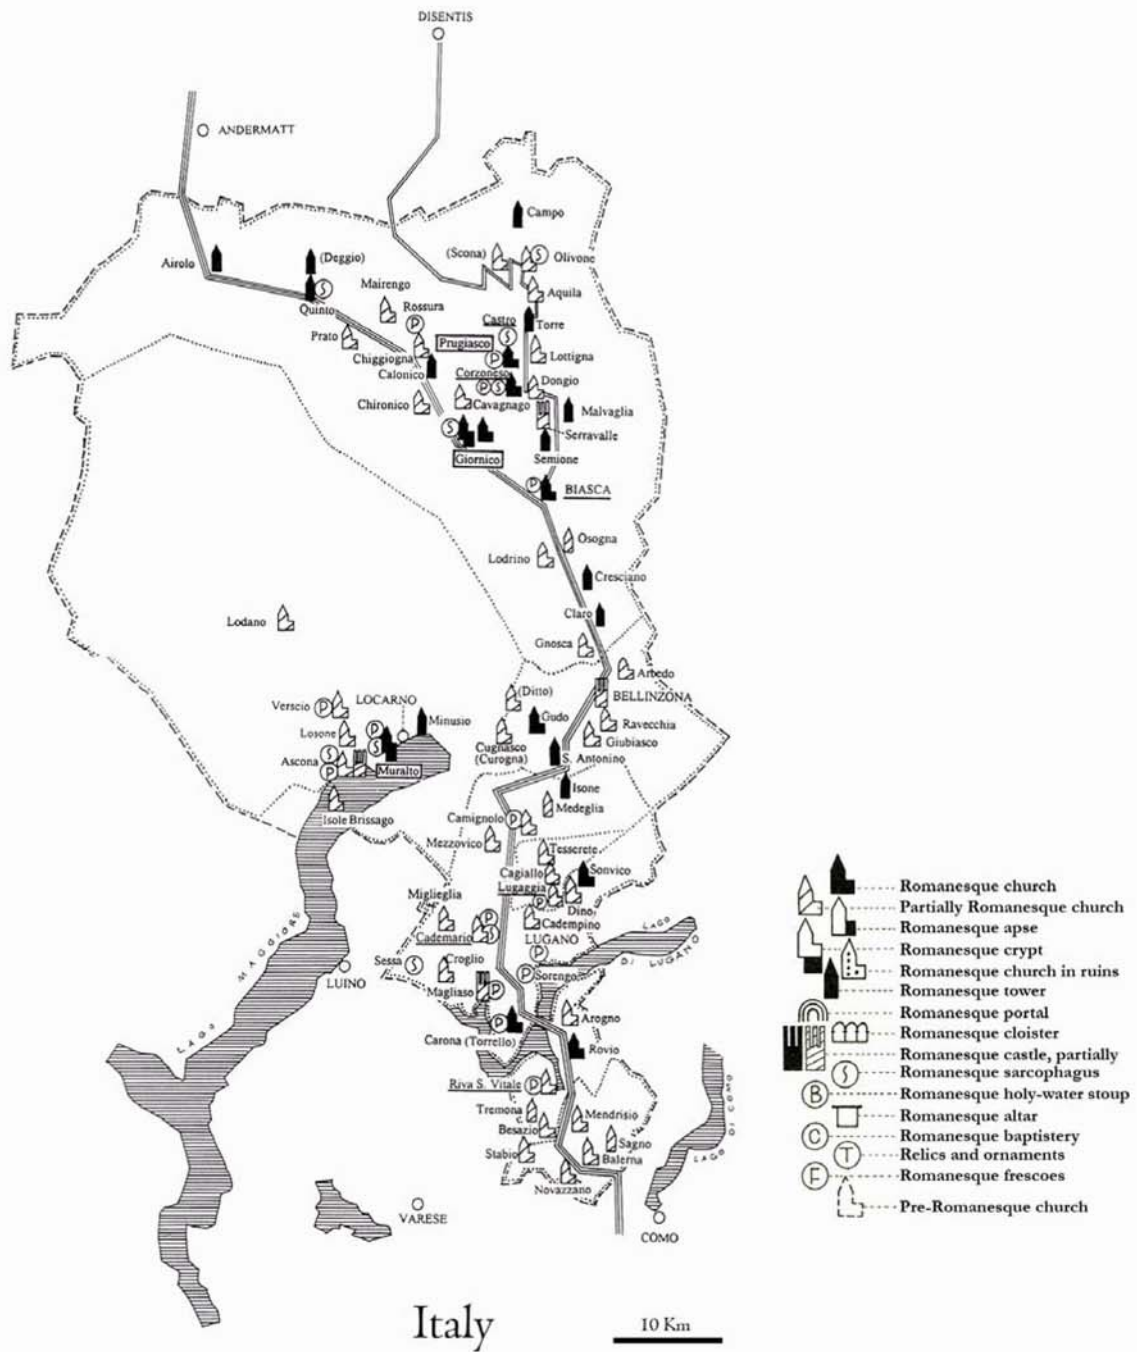 DISENTIS
ANDERMATT
Campo
(Scona)
S
Olivone
Airolo
(Deggio)
S
Quinto
Mairengo
Aquila
Rossura
P
Castro
Torre
Prato
S
Prugiasco
Chiggiogna
P
Lottigna
Calonico
Corzoneso
P S
Dongio
Chironico
Cavagnago
Malvaglia
S
Serravalle
Giornico
Semione
P
BIASCA
Osogna
Lodrino
Cresciano
Claro
Lodano
Gnosca
Arbedo
(Ditto)
BELLINZONA
Verscio
P
LOCARNO
Minusio
Gudo
Ravecchia
Losone
P
S
Cugnasco
(Curogna)
Giubiasco
Ascona
S
P
Muralto
S. Antonino
Isone
Isole Brissago
Medeglia
Camignolo
P
Mezzovico
Tesserete
Cagiallo
Sonvico
Lugaggia
P
Miglieglia
Dino
P
Cadempino
Cademario
S
LUGANO
P
LAGO
DI LUGANO
Sessa
S
Croglio
P
Sorengo
LUINO
Magliaso
P
LAGO
MAGGIORE
Arogno
Carona (Torrello)
P
Rovio
Riva S. Vitale
P
Tremona
Mendrisio
Besazio
Sagno
Stabio
Balerna
Novazzano
LAGO
DI COMO
VARESE
COMO
Italy
10 Km
Romanesque church
Partially Romanesque church
Romanesque apse
Romanesque crypt
Romanesque church in ruins
Romanesque tower
Romanesque portal
Romanesque cloister
Romanesque castle, partially
S
Romanesque sarcophagus
B
Romanesque holy-water stoup
Romanesque altar
C
Romanesque baptistery
T
Relics and ornaments
F
Romanesque frescoes
Pre-Romanesque church